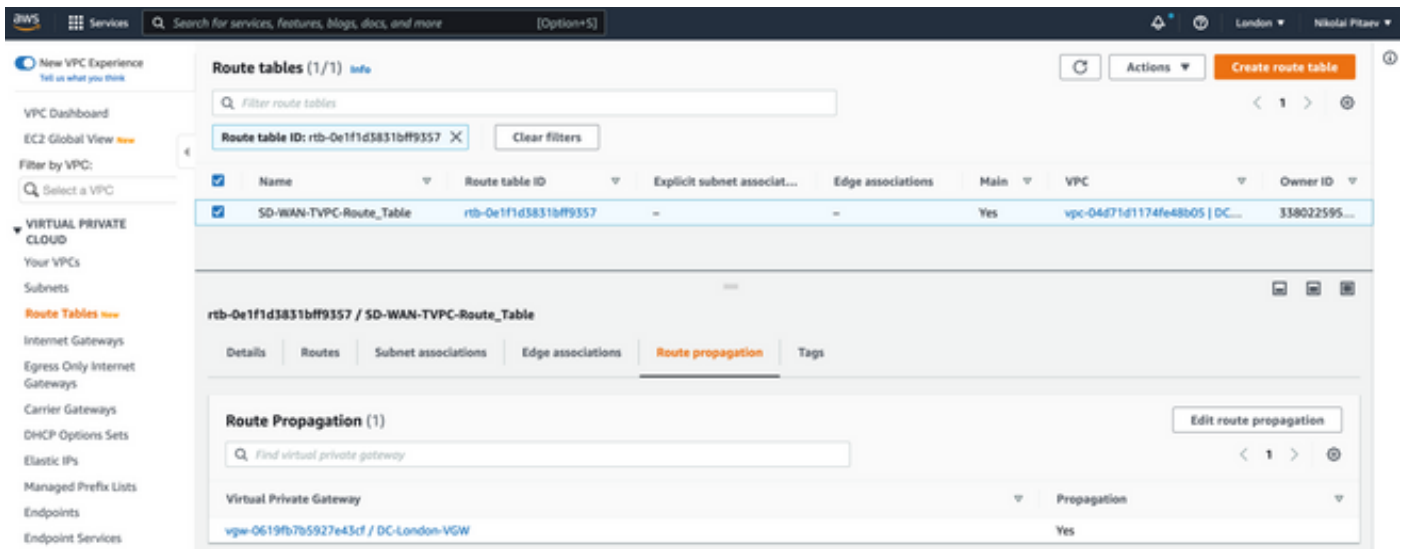 aws Services Search for services, features, blogs, docs, and more [Option+S] London ▼ Nikolai Pitaev ▼
New VPC Experience
Tell us what you think
VPC Dashboard
EC2 Global View New
Filter by VPC:
Select a VPC
VIRTUAL PRIVATE
CLOUD
Your VPCs
Subnets
Route Tables New
Internet Gateways
Egress Only Internet
Gateways
Carrier Gateways
DHCP Options Sets
Elastic IPs
Managed Prefix Lists
Endpoints
Endpoint Services
Route tables (1/1) Info
Actions ▼
Create route table
Filter route tables
1
Route table ID: rtb-0e1f1d3831bff9357 X
Clear filters
Name Route table ID Explicit subnet associat... Edge associations Main VPC Owner ID
SD-WAN-TVPC-Route_Table rtb-0e1f1d3831bff9357 – – Yes vpc-04d71d1174fe48b05 | DC... 338022595...
rtb-0e1f1d3831bff9357 / SD-WAN-TVPC-Route_Table
Details Routes Subnet associations Edge associations Route propagation Tags
Route Propagation (1)
Edit route propagation
Find virtual private gateway
1
Virtual Private Gateway Propagation
vgw-0619fb7b5927e43cf / DC-London-VGW Yes